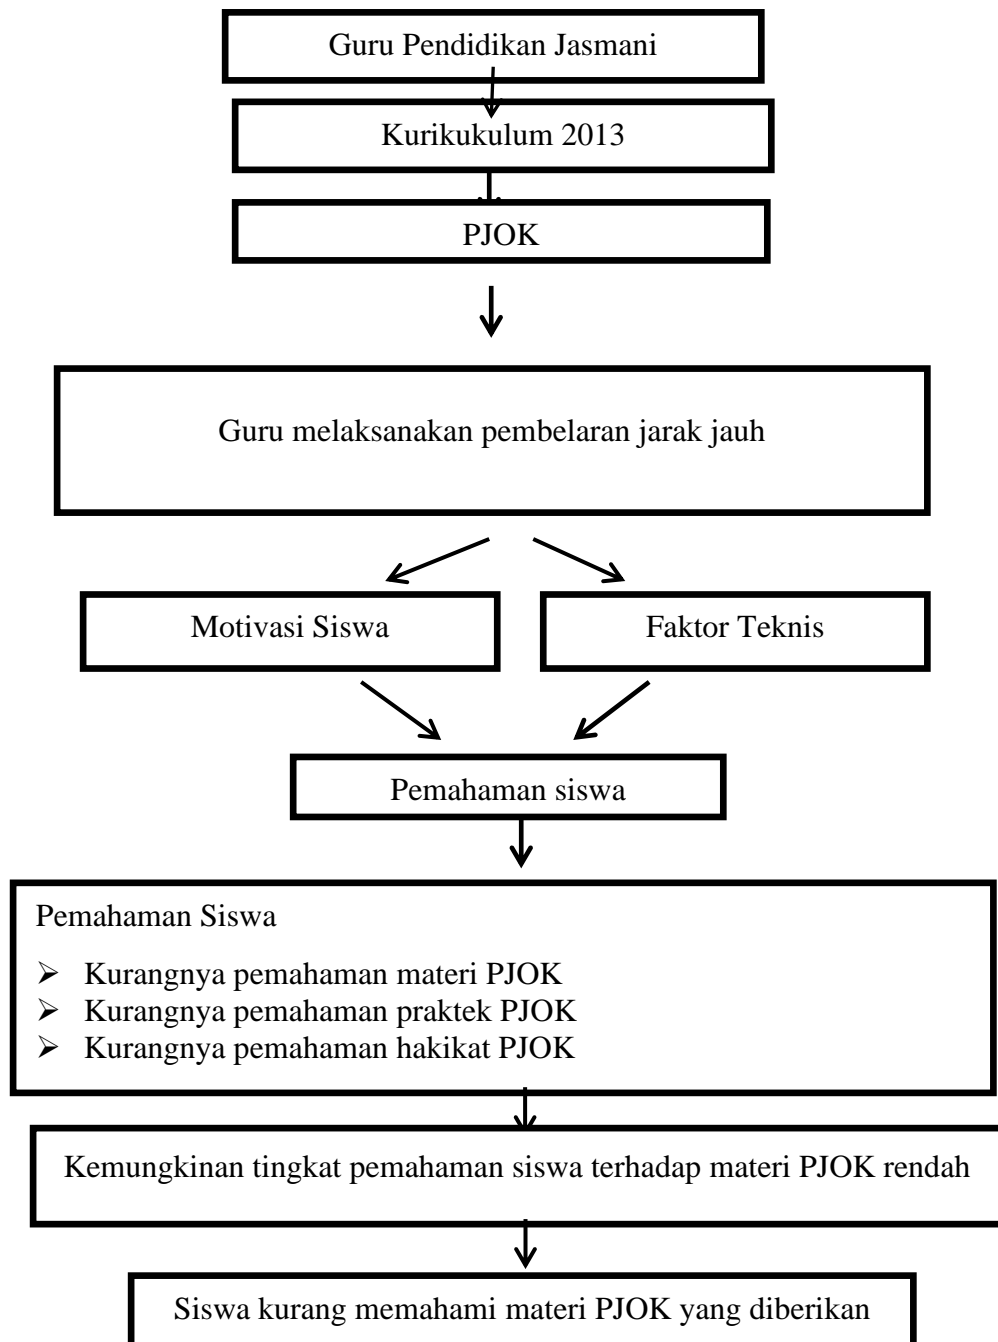 Guru Pendidikan Jasmani
Kurikukulum 2013
PJOK
Guru melaksanakan pembelaran jarak jauh
Motivasi Siswa
Faktor Teknis
Pemahaman siswa
Pemahaman Siswa
➢ Kurangnya pemahaman materi PJOK
➢ Kurangnya pemahaman praktek PJOK
➢ Kurangnya pemahaman hakikat PJOK
Kemungkinan tingkat pemahaman siswa terhadap materi PJOK rendah
Siswa kurang memahami materi PJOK yang diberikan